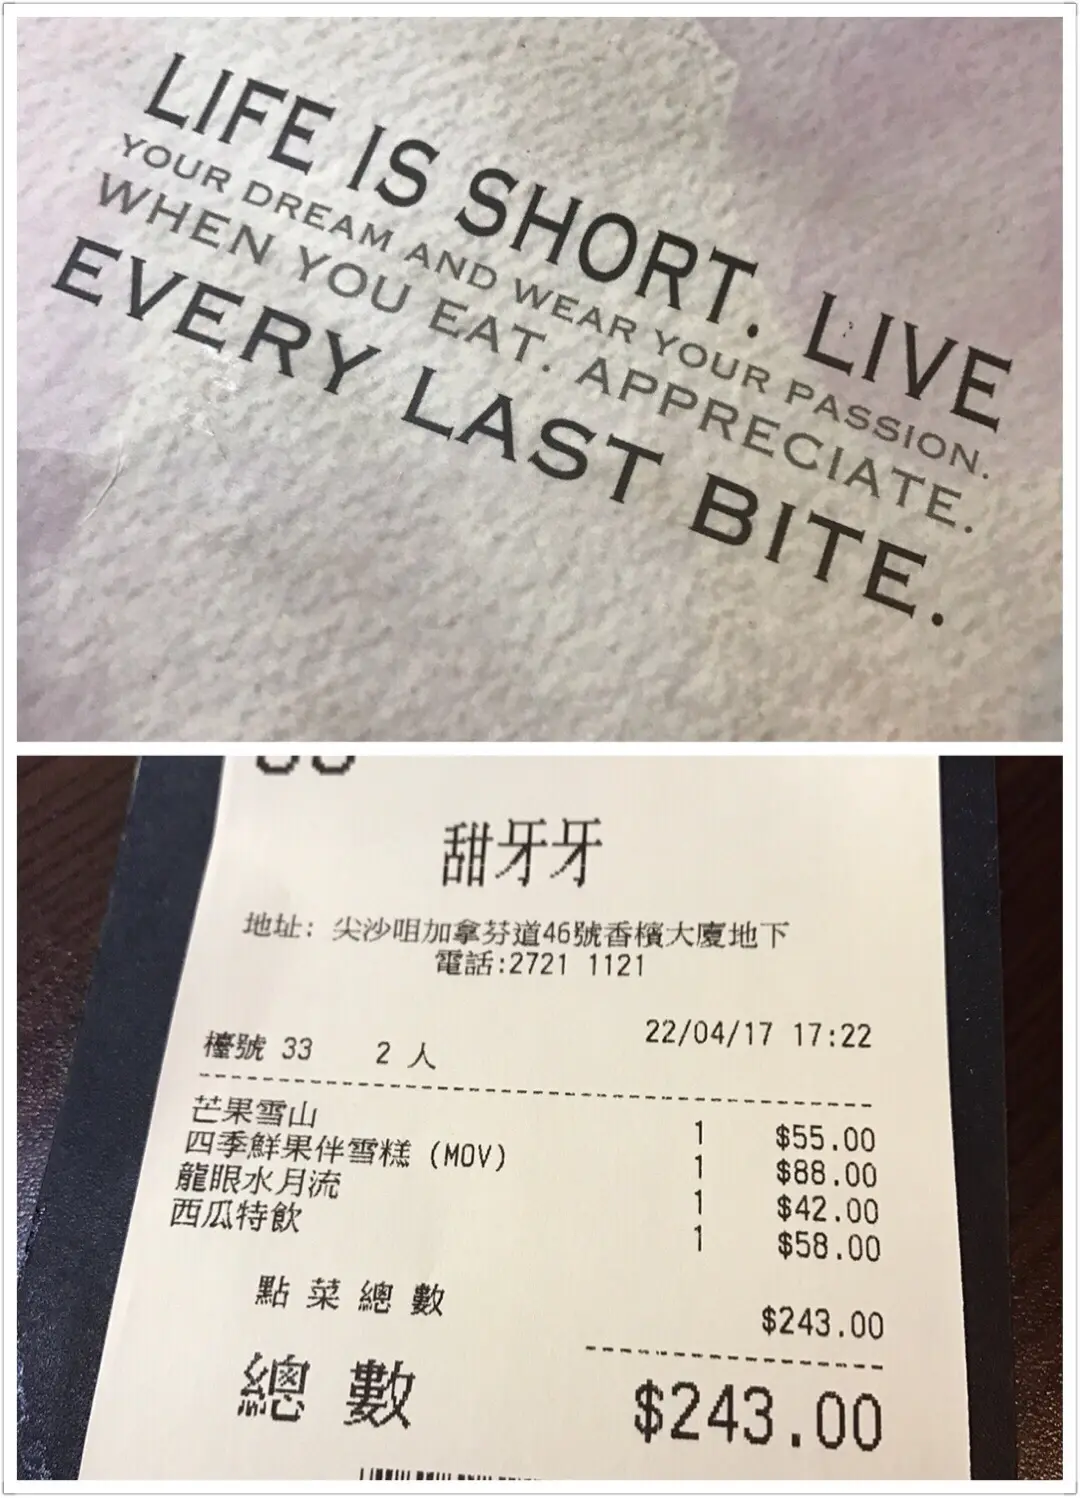 LIFE IS SHORT. LIVE
YOUR DREAM AND WEAR YOUR PASSION.
WHEN YOU EAT. APPRECIATE.
EVERY LAST BITE.
甜牙牙
地址: 尖沙咀加拿芬道46號香檳大廈地下
電話:2721 1121
22/04/17 17:22
檯號 33 2 人
芒果雪山 1 $55.00
四季鮮果伴雪糕 (MOV) 1 $88.00
龍眼水月流 1 $42.00
西瓜特飲 1 $58.00
點菜總數 $243.00
總數 $243.00